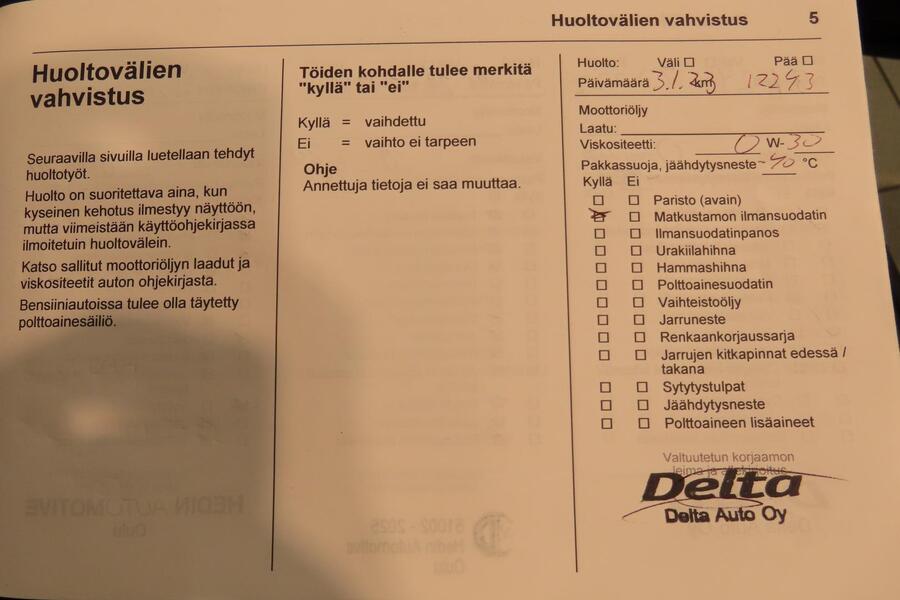 Huoltovälien vahvistus 5
Huoltovälien
vahvistus
Seuraavilla sivuilla luetellaan tehdyt
huoltotyöt.
Huolto on suoritettava aina, kun
kyseinen kehotus ilmestyy näyttöön,
mutta viimeistään käyttöohjekirjassa
ilmoitetuin huoltovälein.
Katso sallitut moottoriöljyn laadut ja
viskositeetit auton ohjekirjasta.
Bensiiniautoissa tulee olla täytetty
polttoainesäiliö.
Töiden kohdalle tulee merkitä
"kyllä" tai "ei"
Kyllä = vaihdettu
Ei = vaihto ei tarpeen
Ohje
Annettuja tietoja ei saa muuttaa.
Huolto: Väli ☐ Pää ☐
Päivämäärä 3.1.23 km 12243
Moottoriöljy
Laatu:
Viskositeetti: 0 W-30
Pakkassuoja, jäähdytysneste -40 °C
Kyllä Ei
☐ ☐ Paristo (avain)
☒ ☐ Matkustamon ilmansuodatin
☐ ☐ Ilmansuodatinpanos
☐ ☐ Urakiilahihna
☐ ☐ Hammashihna
☐ ☐ Polttoainesuodatin
☐ ☐ Vaihteistoöljy
☐ ☐ Jarruneste
☐ ☐ Renkaankorjaussarja
☐ ☐ Jarrujen kitkapinnat edessä /
takana
☐ ☐ Sytytystulpat
☐ ☐ Jäähdytysneste
☐ ☐ Polttoaineen lisäaineet
Valtuutetun korjaamon
leima ja allekirjoitus
Delta
Delta Auto Oy